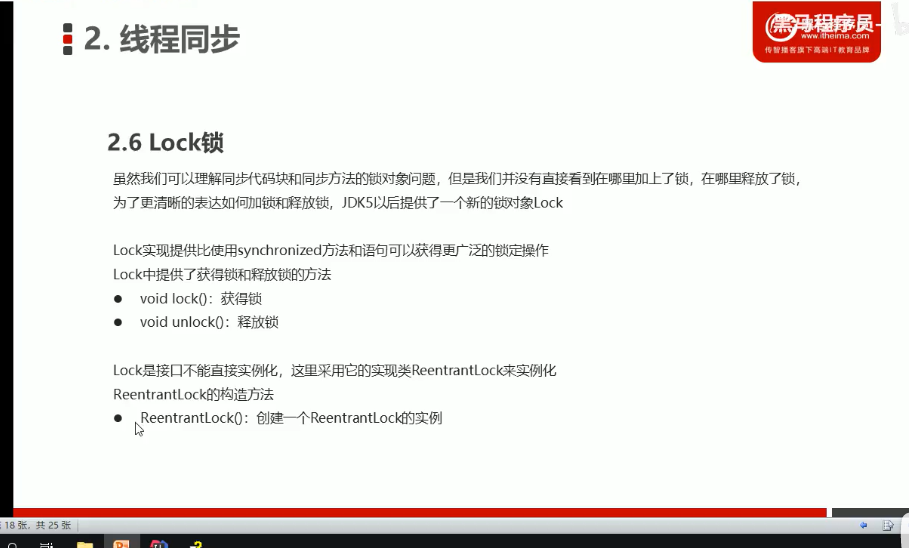 2. 线程同步
黑马程序员
www.itheima.com
传智播客旗下高端IT教育品牌
2.6 Lock锁
虽然我们可以理解同步代码块和同步方法的锁对象问题，但是我们并没有直接看到在哪里加上了锁，在哪里释放了锁，
为了更清晰的表达如何加锁和释放锁，JDK5以后提供了一个新的锁对象Lock
Lock实现提供比使用synchronized方法和语句可以获得更广泛的锁定操作
Lock中提供了获得锁和释放锁的方法
● void lock()：获得锁
● void unlock()：释放锁
Lock是接口不能直接实例化，这里采用它的实现类ReentrantLock来实例化
ReentrantLock的构造方法
● ReentrantLock()：创建一个ReentrantLock的实例
18 张，共 25 张